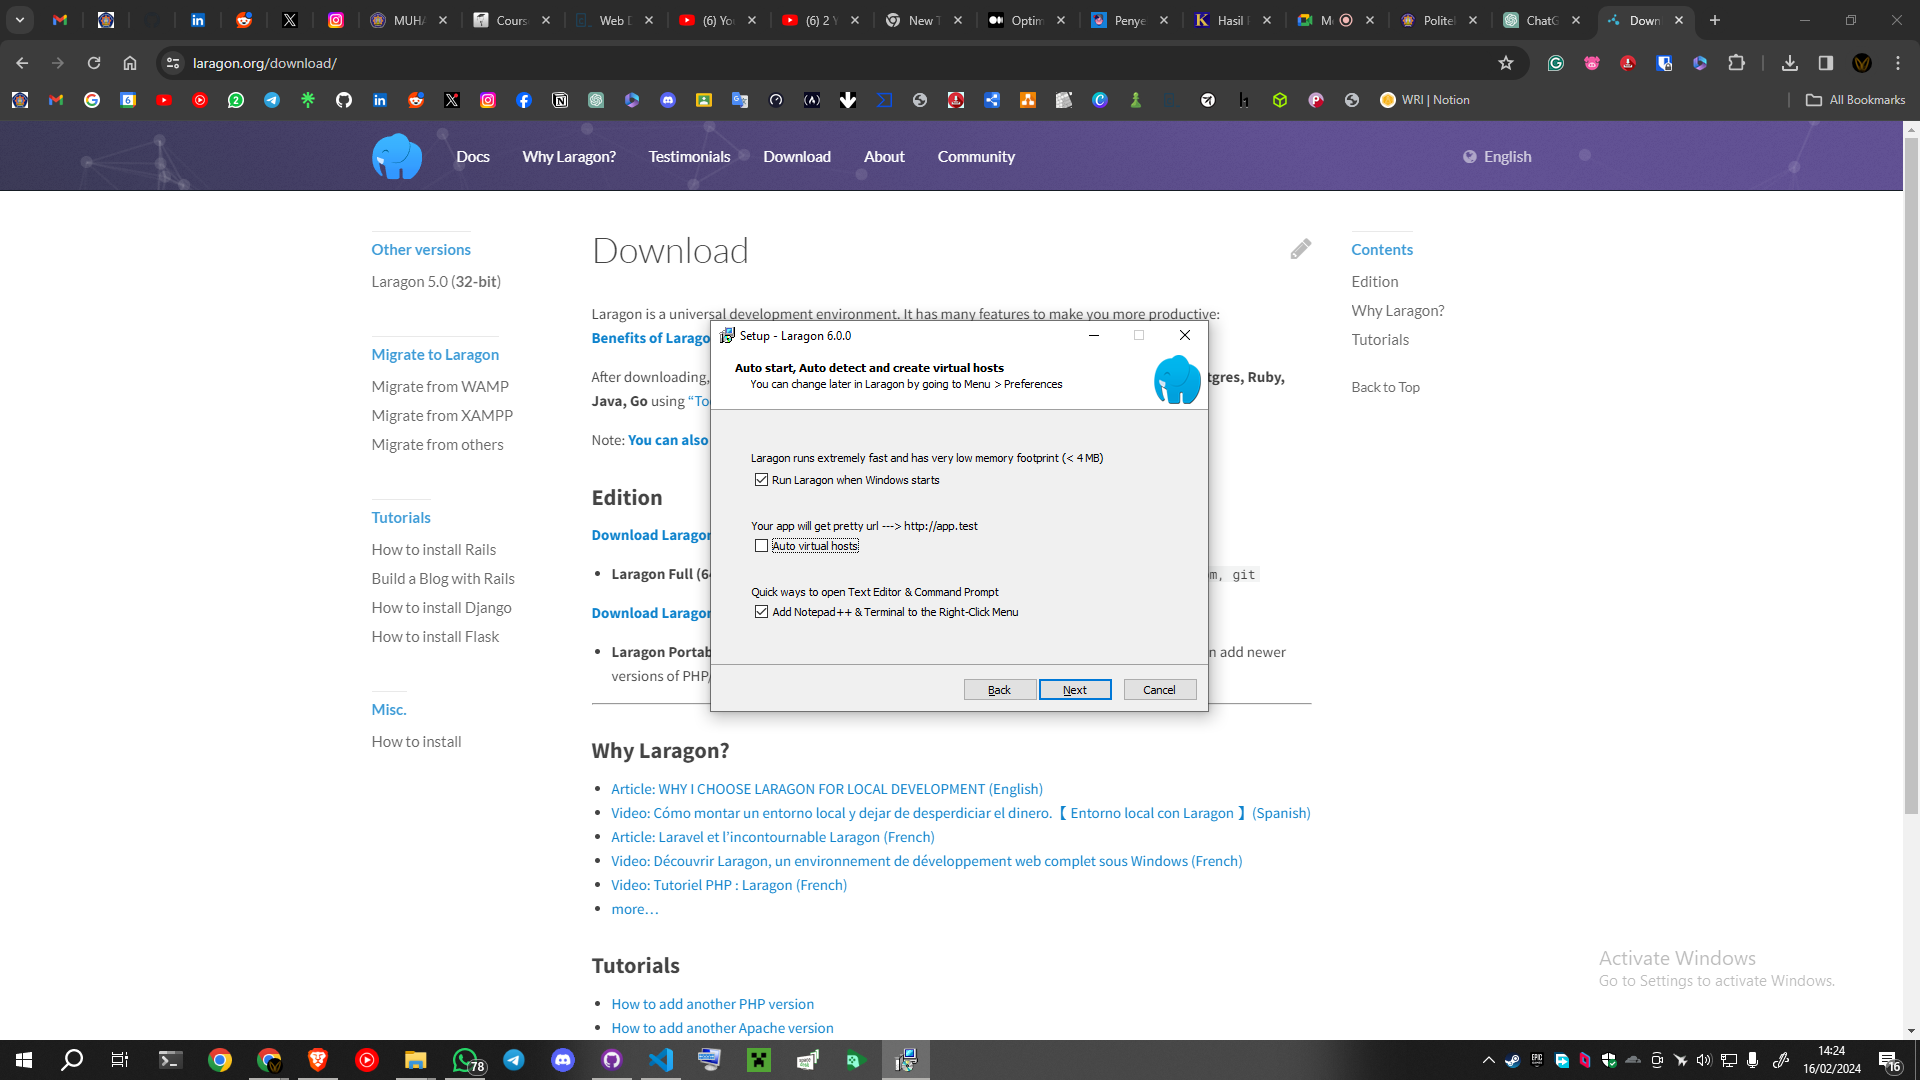 MUHA
Cours
Web D
(6) Yo
(6) 2 Y
New T
Optim
Penye
Hasil
Me
Polite
ChatG
Down
laragon.org/download/
WRI | Notion
All Bookmarks
Docs
Why Laragon?
Testimonials
Download
About
Community
English
Other versions
Laragon 5.0 (32-bit)
Migrate to Laragon
Migrate from WAMP
Migrate from XAMPP
Migrate from others
Tutorials
How to install Rails
Build a Blog with Rails
How to install Django
How to install Flask
Misc.
How to install
Download
Laragon is a universal development environment. It has many features to make you more productive:
Benefits of Larago
After downloading,
tgres, Ruby,
Java, Go using “To
Note: You can also
Edition
Download Laragon
Laragon Full (64
m, git
Download Laragon
Laragon Portab
n add newer
versions of PHP/
Setup - Laragon 6.0.0
Auto start, Auto detect and create virtual hosts
You can change later in Laragon by going to Menu > Preferences
Laragon runs extremely fast and has very low memory footprint (< 4 MB)
Run Laragon when Windows starts
Your app will get pretty url ---> http://app.test
Auto virtual hosts
Quick ways to open Text Editor & Command Prompt
Add Notepad++ & Terminal to the Right-Click Menu
Back
Next
Cancel
Why Laragon?
Article: WHY I CHOOSE LARAGON FOR LOCAL DEVELOPMENT (English)
Video: Cómo montar un entorno local y dejar de desperdiciar el dinero.【 Entorno local con Laragon 】(Spanish)
Article: Laravel et l’incontournable Laragon (French)
Video: Découvrir Laragon, un environnement de développement web complet sous Windows (French)
Video: Tutoriel PHP : Laragon (French)
more…
Tutorials
How to add another PHP version
How to add another Apache version
Contents
Edition
Why Laragon?
Tutorials
Back to Top
Activate Windows
Go to Settings to activate Windows.
78
14:24
16/02/2024
16